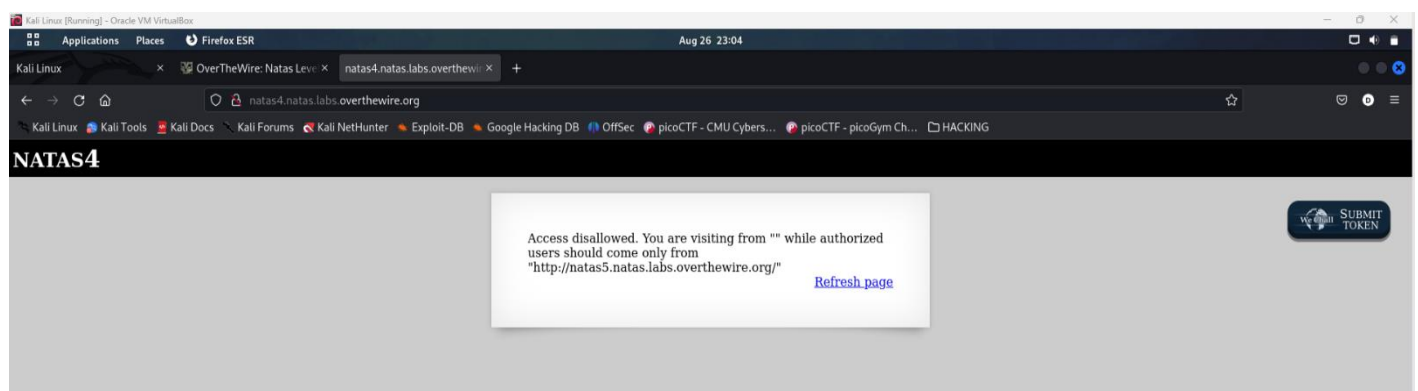 Kali Linux [Running] - Oracle VM VirtualBox
Applications Places Firefox ESR Aug 26 23:04
Kali Linux OverTheWire: Natas Leve natas4.natas.labs.overthewir
natas4.natas.labs.overthewire.org
Kali Linux Kali Tools Kali Docs Kali Forums Kali NetHunter Exploit-DB Google Hacking DB OffSec picoCTF - CMU Cybers... picoCTF - picoGym Ch... HACKING
NATAS4
We Chall SUBMIT
TOKEN
Access disallowed. You are visiting from "" while authorized
users should come only from
"http://natas5.natas.labs.overthewire.org/"
Refresh page